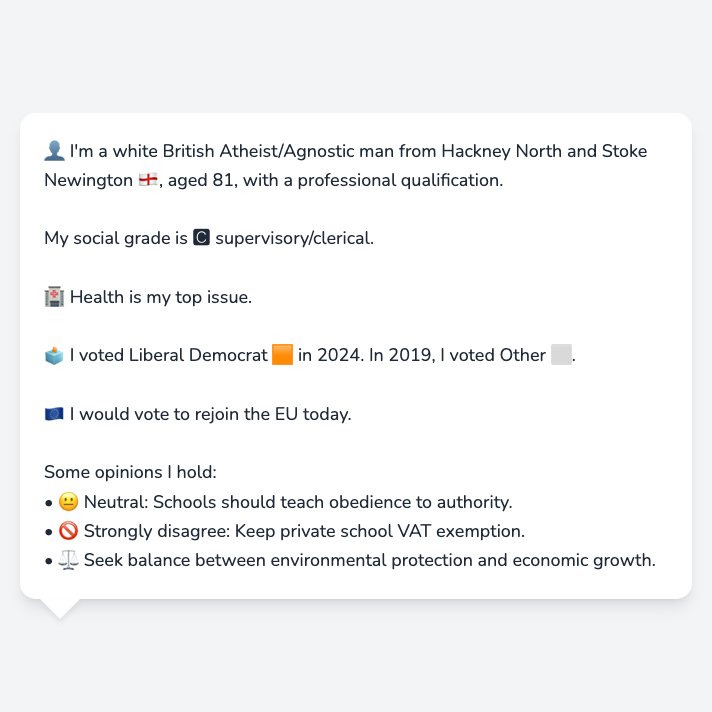 👤 I'm a white British Atheist/Agnostic man from Hackney North and Stoke
Newington 🏴󠁧󠁢󠁥󠁮󠁧󠁿, aged 81, with a professional qualification.
My social grade is 🅲 supervisory/clerical.
🏥 Health is my top issue.
🗳️ I voted Liberal Democrat 🟧 in 2024. In 2019, I voted Other ⬜.
🇪🇺 I would vote to rejoin the EU today.
Some opinions I hold:
• 😐 Neutral: Schools should teach obedience to authority.
• 🚫 Strongly disagree: Keep private school VAT exemption.
• ⚖️ Seek balance between environmental protection and economic growth.